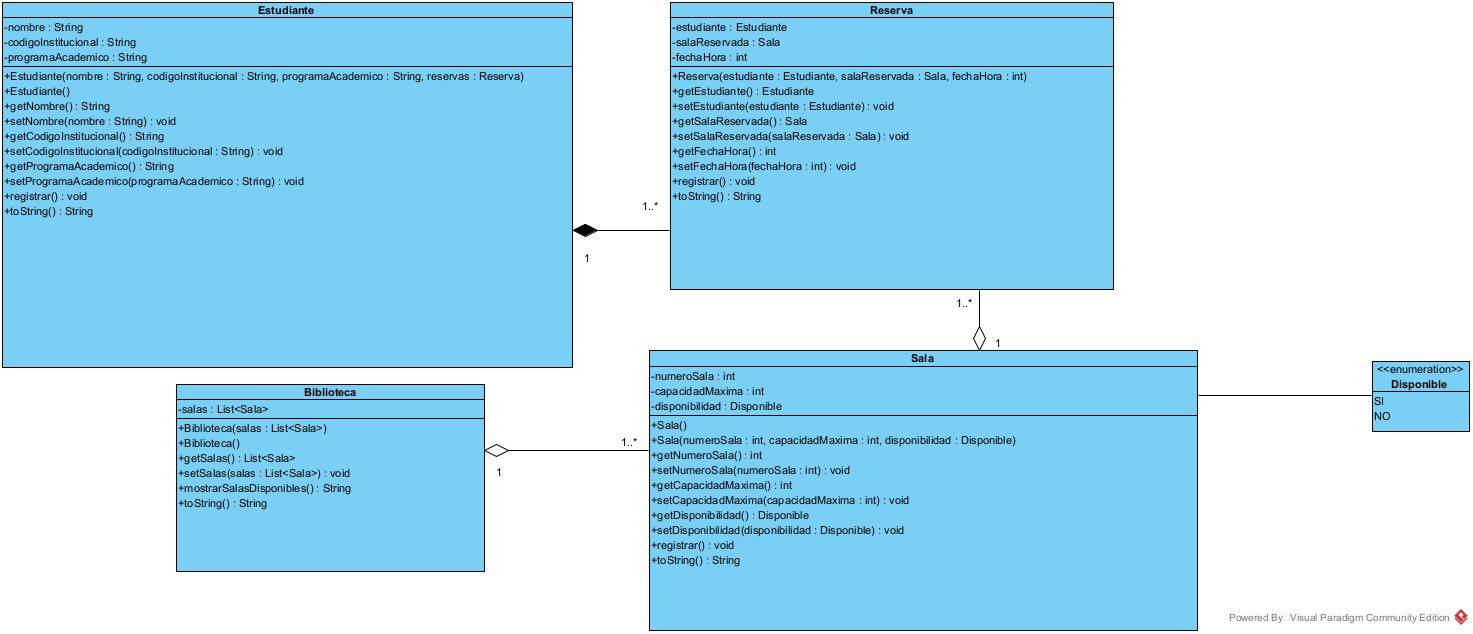 Estudiante
-nombre : String
-codigoInstitucional : String
-programaAcademico : String
+Estudiante(nombre : String, codigoInstitucional : String, programaAcademico : String, reservas : Reserva)
+Estudiante()
+getNombre() : String
+setNombre(nombre : String) : void
+getCodigoInstitucional() : String
+setCodigoInstitucional(codigoInstitucional : String) : void
+getProgramaAcademico() : String
+setProgramaAcademico(programaAcademico : String) : void
+registrar() : void
+toString() : String
1
1..*
Reserva
-estudiante : Estudiante
-salaReservada : Sala
-fechaHora : int
+Reserva(estudiante : Estudiante, salaReservada : Sala, fechaHora : int)
+getEstudiante() : Estudiante
+setEstudiante(estudiante : Estudiante) : void
+getSalaReservada() : Sala
+setSalaReservada(salaReservada : Sala) : void
+getFechaHora() : int
+setFechaHora(fechaHora : int) : void
+registrar() : void
+toString() : String
1..*
1
Biblioteca
-salas : List<Sala>
+Biblioteca(salas : List<Sala>)
+Biblioteca()
+getSalas() : List<Sala>
+setSalas(salas : List<Sala>) : void
+mostrarSalasDisponibles() : String
+toString() : String
1
1..*
Sala
-numeroSala : int
-capacidadMaxima : int
-disponibilidad : Disponible
+Sala()
+Sala(numeroSala : int, capacidadMaxima : int, disponibilidad : Disponible)
+getNumeroSala() : int
+setNumeroSala(numeroSala : int) : void
+getCapacidadMaxima() : int
+setCapacidadMaxima(capacidadMaxima : int) : void
+getDisponibilidad() : Disponible
+setDisponibilidad(disponibilidad : Disponible) : void
+registrar() : void
+toString() : String
<<enumeration>>
Disponible
SI
NO
Powered By Visual Paradigm Community Edition